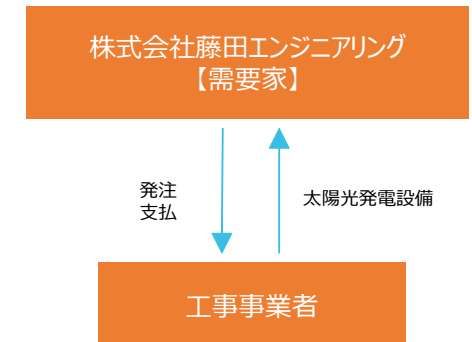 株式会社藤田エンジニアリング
【需要家】
発注
支払
太陽光発電設備
工事事業者